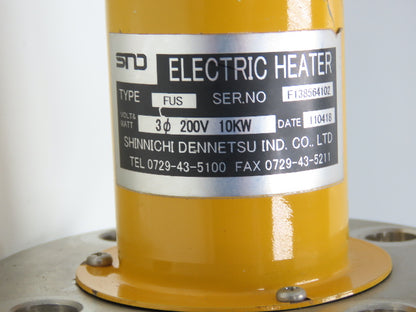 SND ELECTRIC HEATER
TYPE FUS SER.NO F138564102
VOLT& WATT 3ϕ 200V 10KW DATE 110418
SHINNICHI DENNETSU IND. CO., LTD
TEL 0729-43-5100 FAX 0729-43-5211